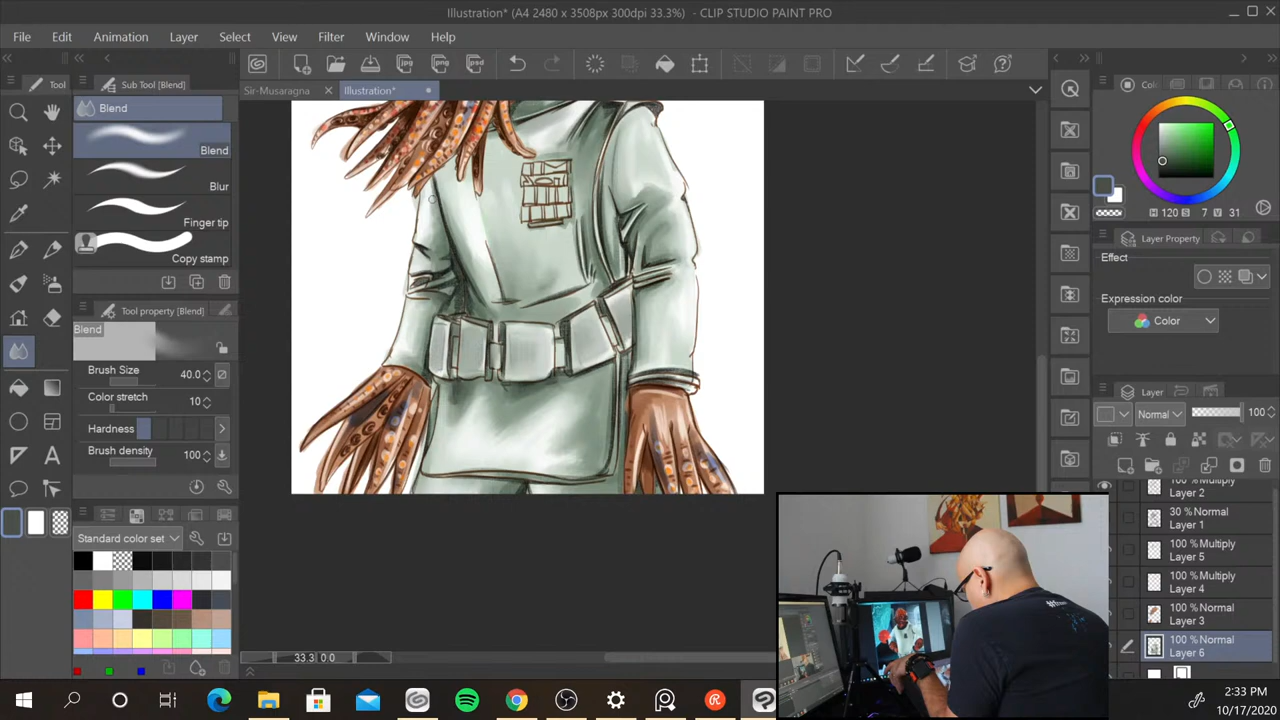 Illustration* (A4 2480 x 3508px 300dpi 33.3%) - CLIP STUDIO PAINT PRO
File Edit Animation Layer Select View Filter Window Help
Tool
Sub Tool [Blend]
Sir-Musaragna
Illustration*
Blend
Blend
Blur
Finger tip
Copy stamp
Tool property [Blend]
Blend
Brush Size 40.0
Color stretch 10
Hardness
Brush density 100
Standard color set
33.3 0.0
H 120 S 7 V 31
Layer Property
Effect
Expression color
Color
Layer
Normal 100
Layer 2
30 % Normal
Layer 1
100 % Multiply
Layer 5
100 % Multiply
Layer 4
100 % Normal
Layer 3
100 % Normal
Layer 6
2:33 PM
10/17/2020